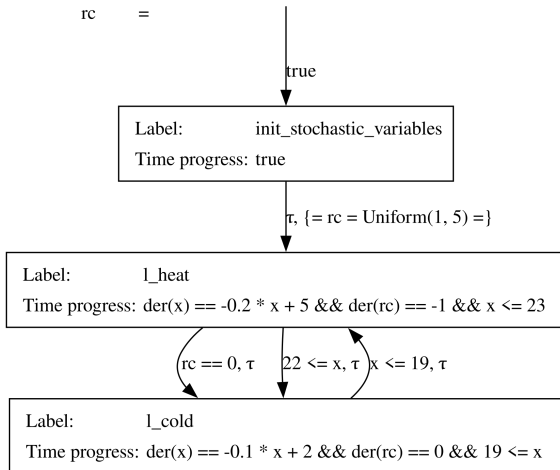 rc =
true
Label: init_stochastic_variables
Time progress: true
τ, {= rc = Uniform(1, 5) =}
Label: l_heat
Time progress: der(x) == -0.2 * x + 5 && der(rc) == -1 && x <= 23
rc == 0, τ 22 <= x, τ x <= 19, τ
Label: l_cold
Time progress: der(x) == -0.1 * x + 2 && der(rc) == 0 && 19 <= x